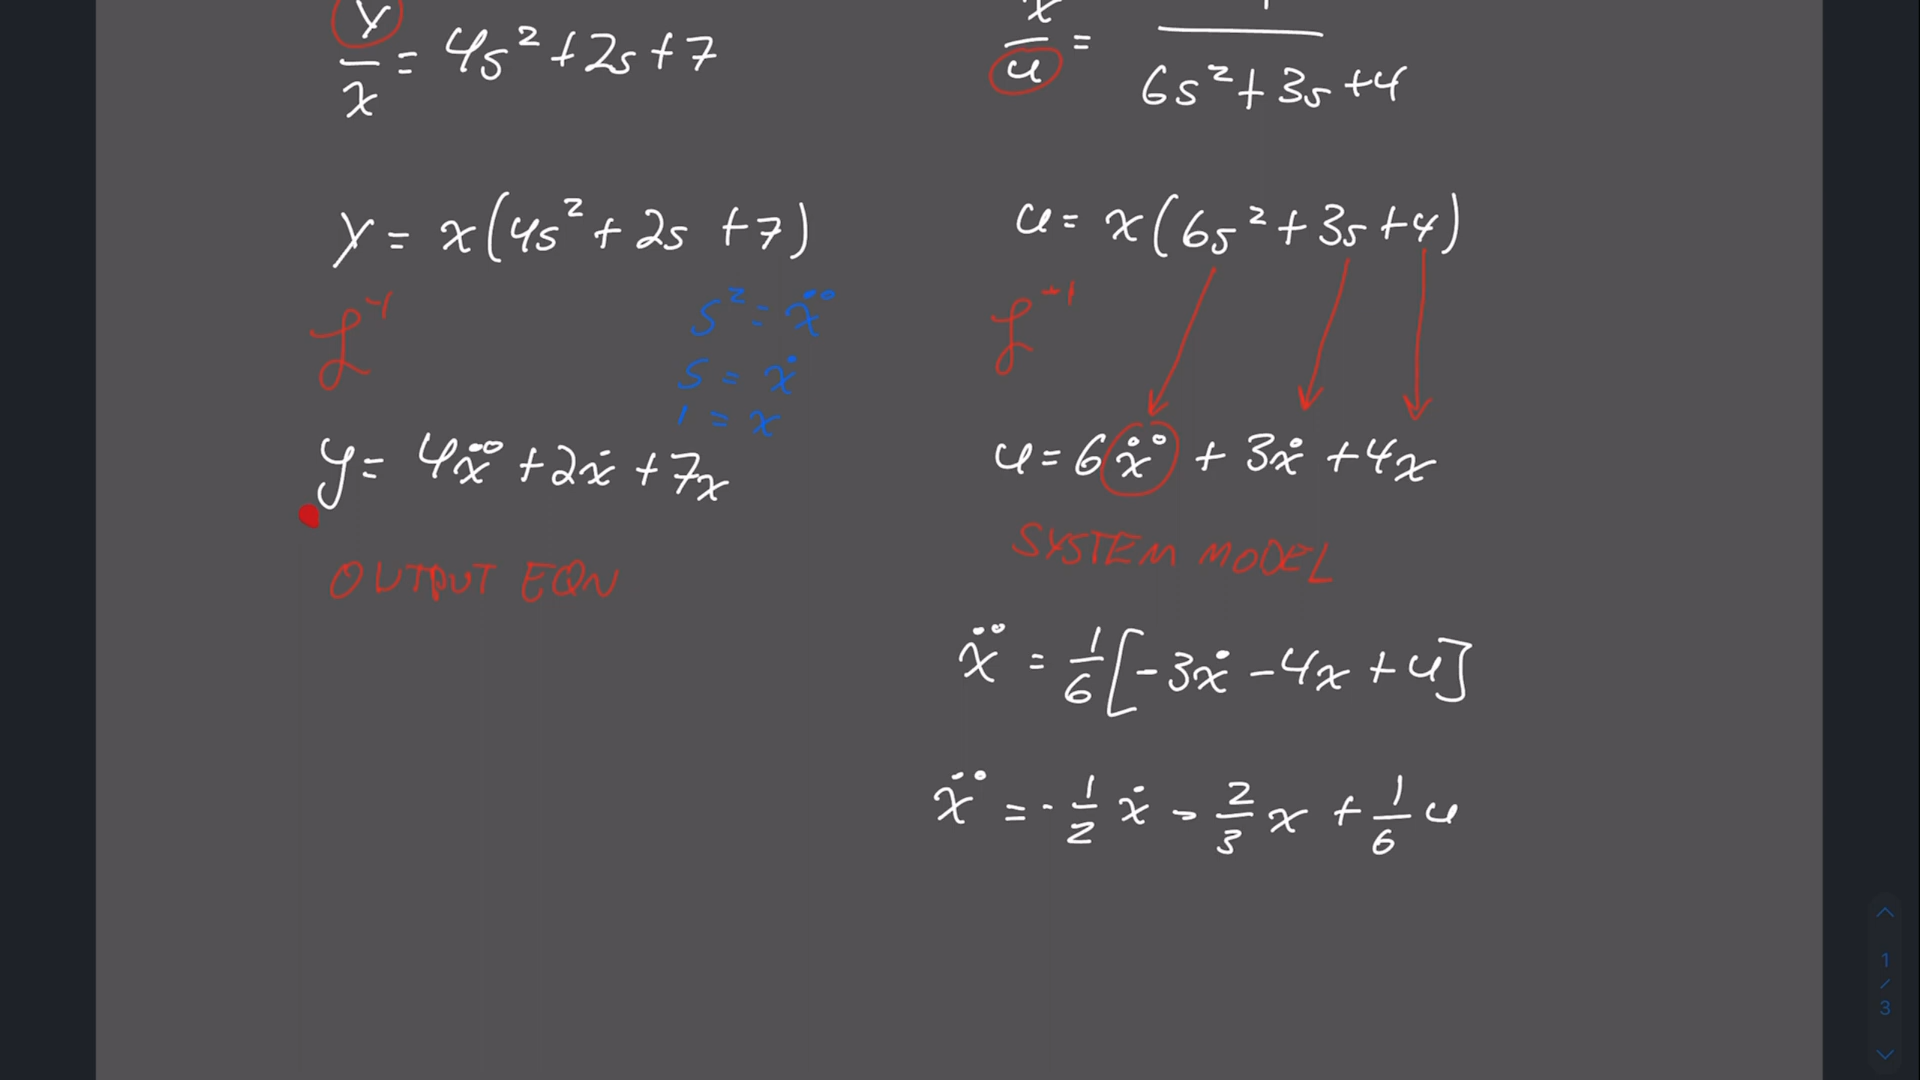 y/x = 4s² + 2s + 7
x/u = 1/(6s² + 3s + 4)
y = x(4s² + 2s + 7)
ℒ⁻¹
s² = ẍ
s = ẋ
1 = x
y = 4ẍ + 2ẋ + 7x
OUTPUT EQN
u = x(6s² + 3s + 4)
ℒ⁻¹
u = 6ẍ + 3ẋ + 4x
SYSTEM MODEL
ẍ = 1/6[-3ẋ - 4x + u]
ẍ = -1/2 ẋ - 2/3 x + 1/6 u
1
/
3